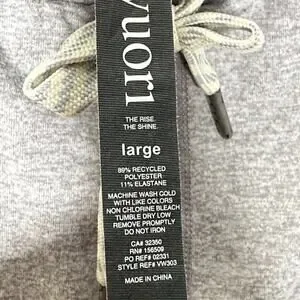 vuori
THE RISE
THE SHINE
large
89% RECYCLED
POLYESTER
11% ELASTANE
MACHINE WASH COLD
WITH LIKE COLORS
NON CHLORINE BLEACH
TUMBLE DRY LOW
REMOVE PROMPTLY
DO NOT IRON
CA# 32350
RN# 156509
PO REF# 02331
STYLE REF# VW303
MADE IN CHINA